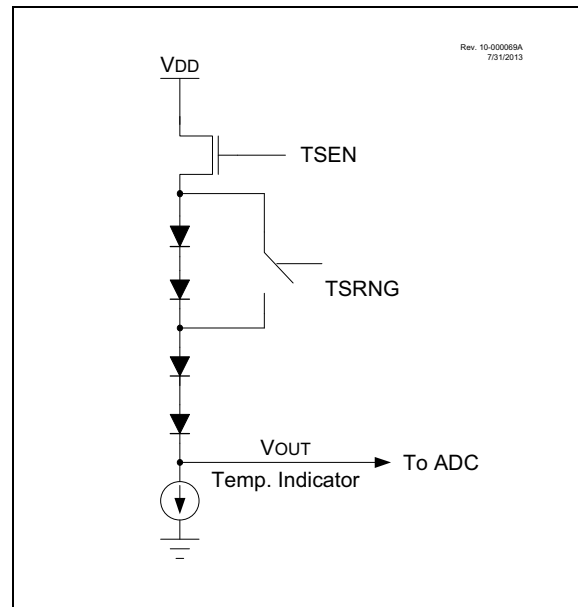 Rev. 10-000069A
7/31/2013
VDD
TSEN
TSRNG
VOUT
To ADC
Temp. Indicator